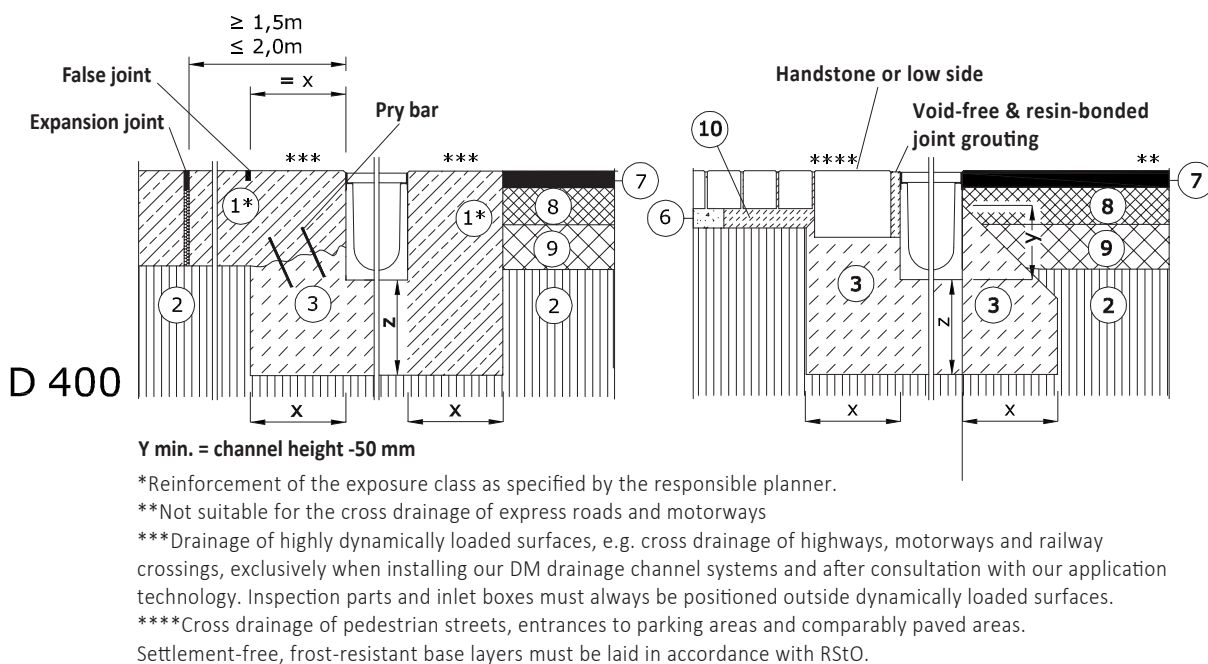 ≥ 1,5m
≤ 2,0m
= x
False joint
Expansion joint
Pry bar
***
***
1*
1*
7
8
9
2
3
2
z
x
x
D 400
Handstone or low side
Void-free & resin-bonded
joint grouting
10
****
**
7
8
9
6
y
3
3
2
z
x
x
Y min. = channel height -50 mm
*Reinforcement of the exposure class as specified by the responsible planner.
**Not suitable for the cross drainage of express roads and motorways
***Drainage of highly dynamically loaded surfaces, e.g. cross drainage of highways, motorways and railway
crossings, exclusively when installing our DM drainage channel systems and after consultation with our application
technology. Inspection parts and inlet boxes must always be positioned outside dynamically loaded surfaces.
****Cross drainage of pedestrian streets, entrances to parking areas and comparably paved areas.
Settlement-free, frost-resistant base layers must be laid in accordance with RStO.